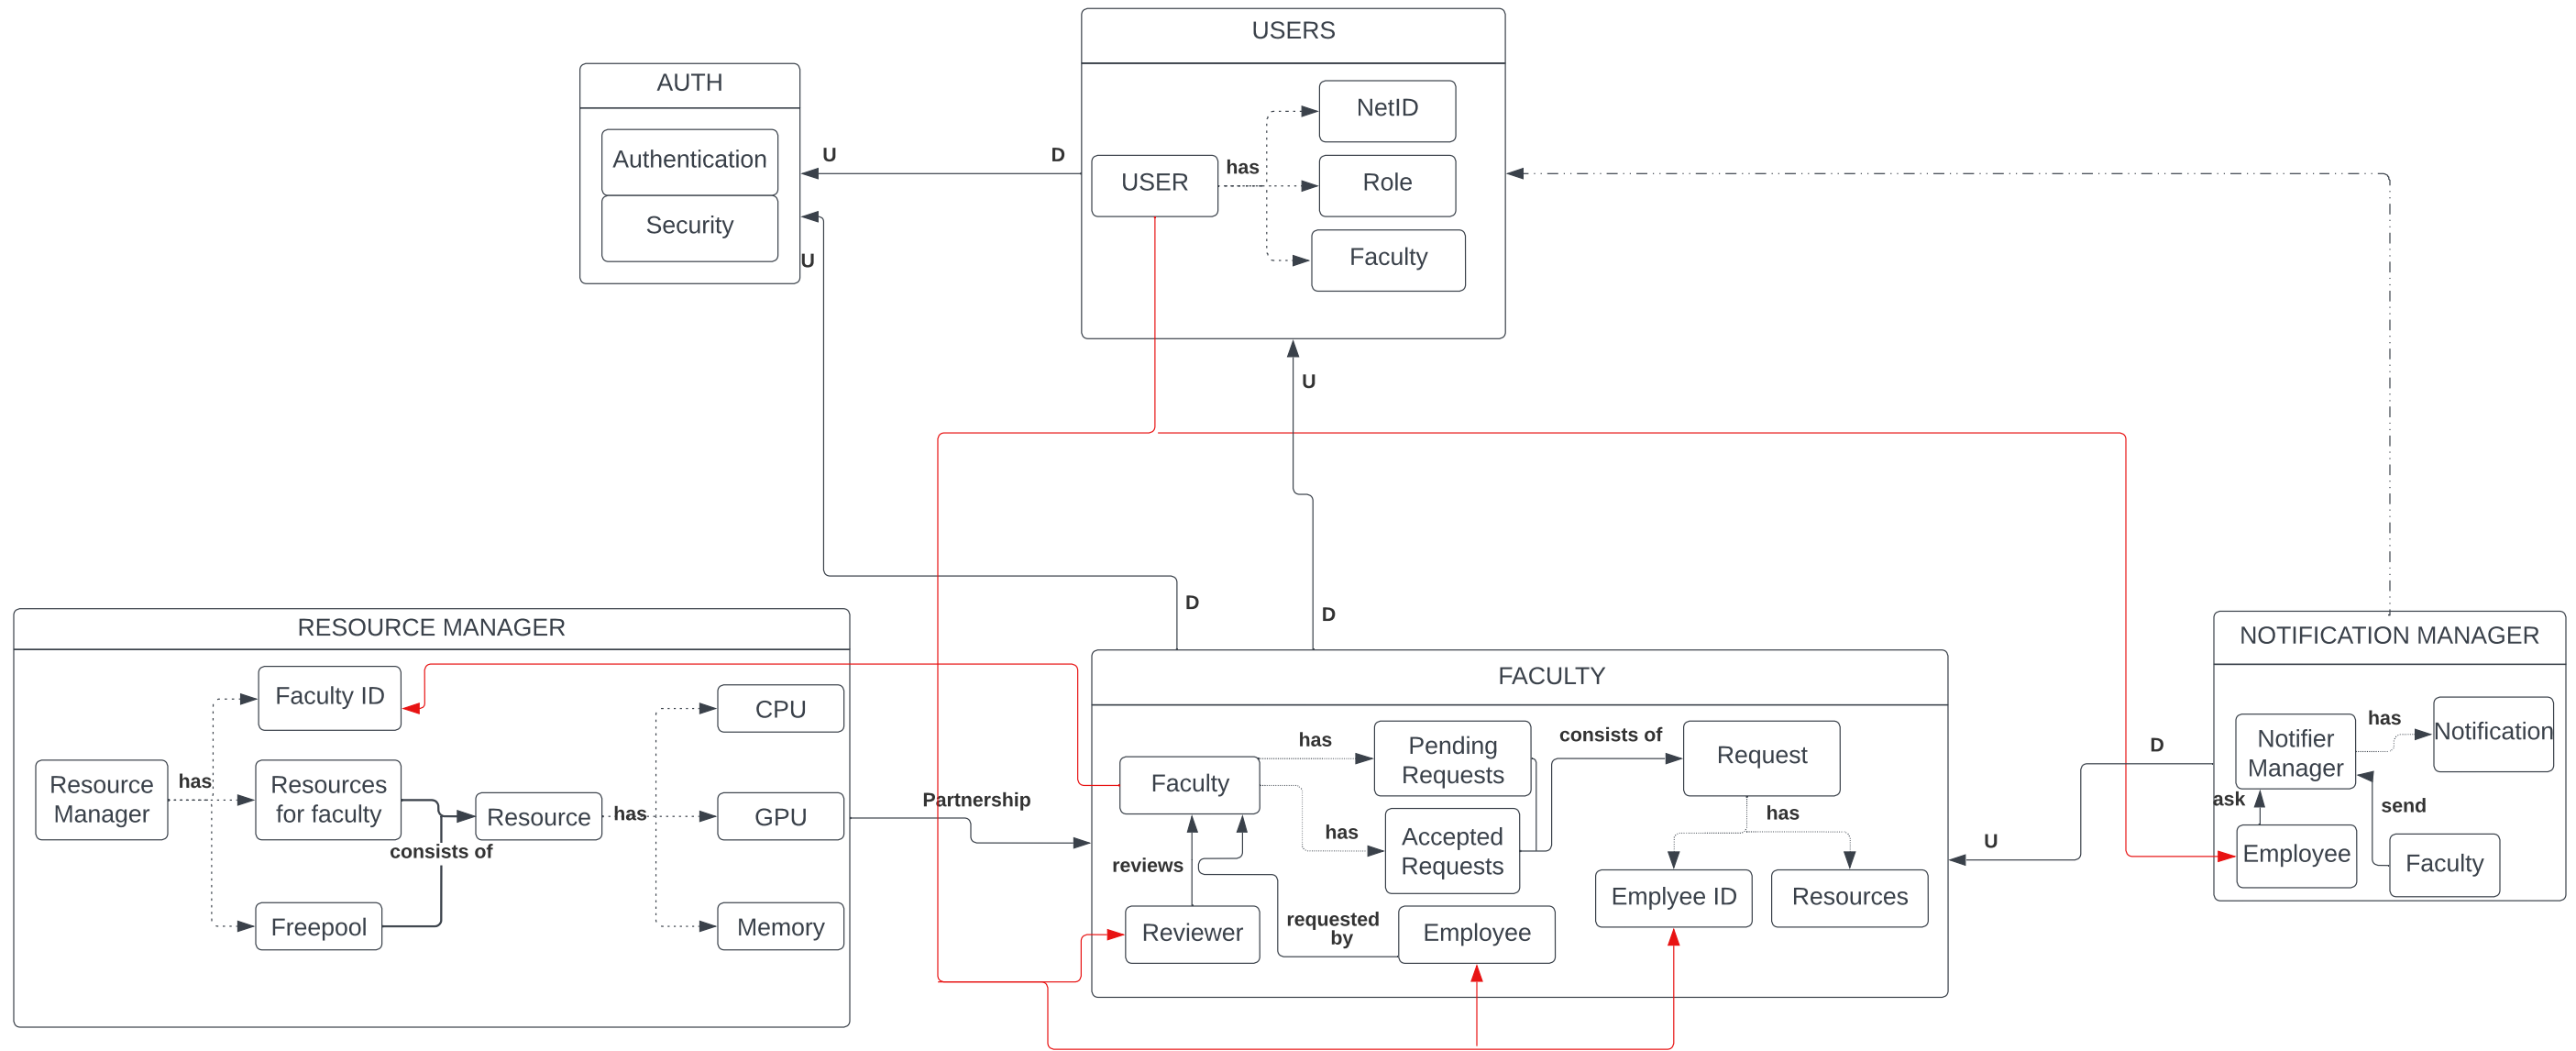 USERS
AUTH
NetID
Authentication
U
D
has
USER
Role
Security
Faculty
U
U
D
D
RESOURCE MANAGER
NOTIFICATION MANAGER
FACULTY
Faculty ID
CPU
has
Notification
Notifier
Manager
has
Pending
Requests
consists of
Request
D
Resource
Manager
has
Resources
for faculty
Faculty
Partnership
Resource
has
GPU
ask
send
has
Accepted
Requests
has
U
consists of
reviews
Employee
Faculty
Emplyee ID
Resources
Freepool
Memory
Reviewer
requested
by
Employee